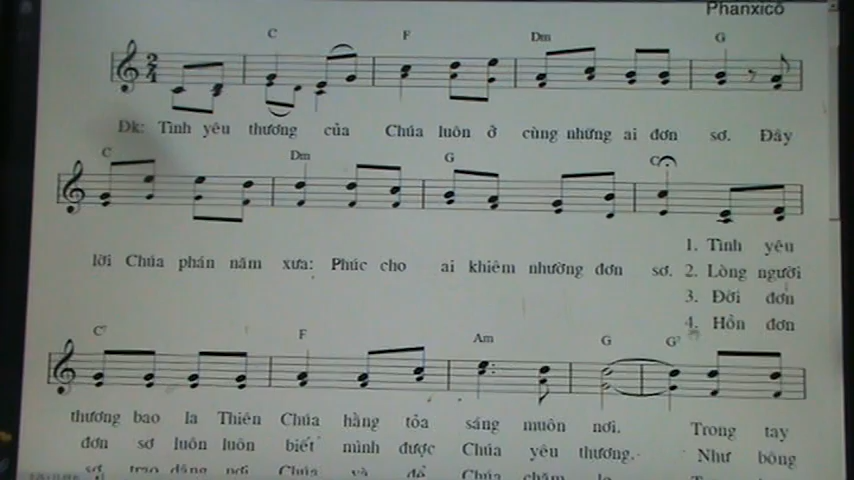 Phanxicô
C F Dm G
Đk: Tình yêu thương của Chúa luôn ở cùng những ai đơn sơ. Đây
C Dm G C
lời Chúa phán năm xưa: Phúc cho ai khiêm nhường đơn sơ. 1. Tình yêu
2. Lòng người
3. Đời đơn
4. Hồn đơn
C7 F Am G G7
thương bao la Thiên Chúa hằng tỏa sáng muôn nơi. Trong tay
đơn sơ luôn luôn biết mình được Chúa yêu thương. Như bông